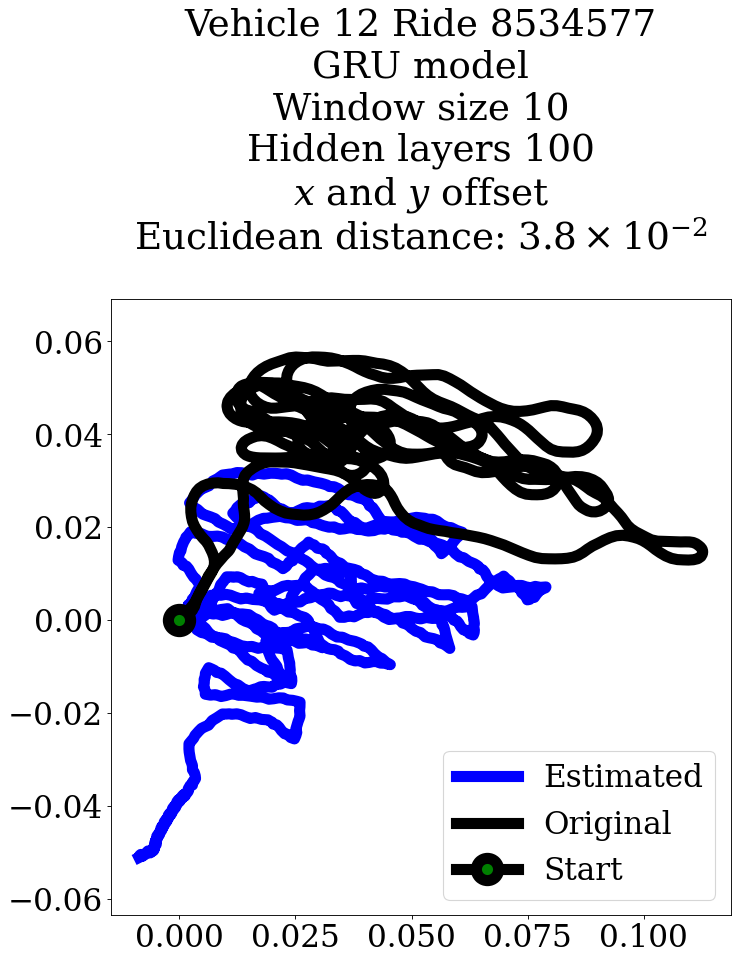 Vehicle 12 Ride 8534577
GRU model
Window size 10
Hidden layers 100
x and y offset
Euclidean distance: 3.8 × 10⁻²
0.06
0.04
0.02
0.00
−0.02
−0.04
−0.06
Estimated
Original
Start
0.000 0.025 0.050 0.075 0.100